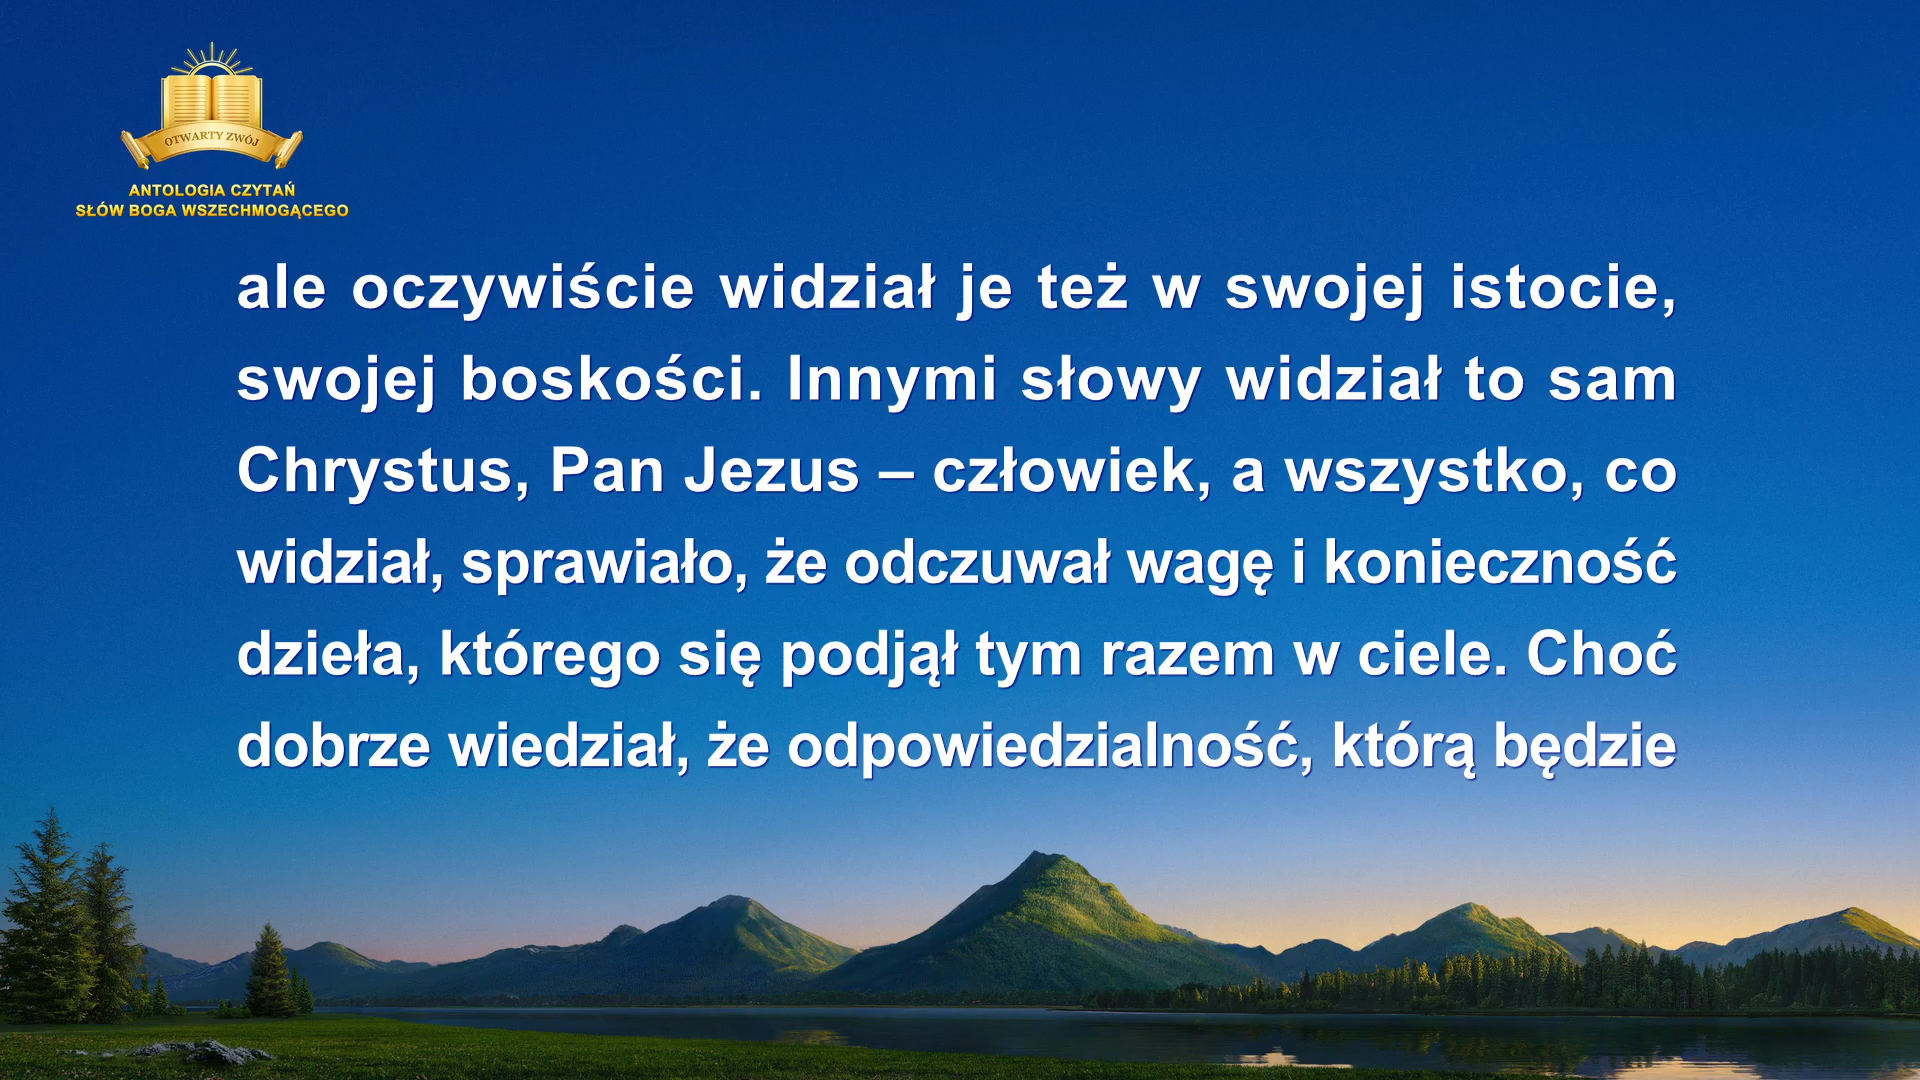 OTWARTY ZWÓJ
ANTOLOGIA CZYTAŃ
SŁÓW BOGA WSZECHMOGĄCEGO
ale oczywiście widział je też w swojej istocie,
swojej boskości. Innymi słowy widział to sam
Chrystus, Pan Jezus – człowiek, a wszystko, co
widział, sprawiało, że odczuwał wagę i konieczność
dzieła, którego się podjął tym razem w ciele. Choć
dobrze wiedział, że odpowiedzialność, którą będzie